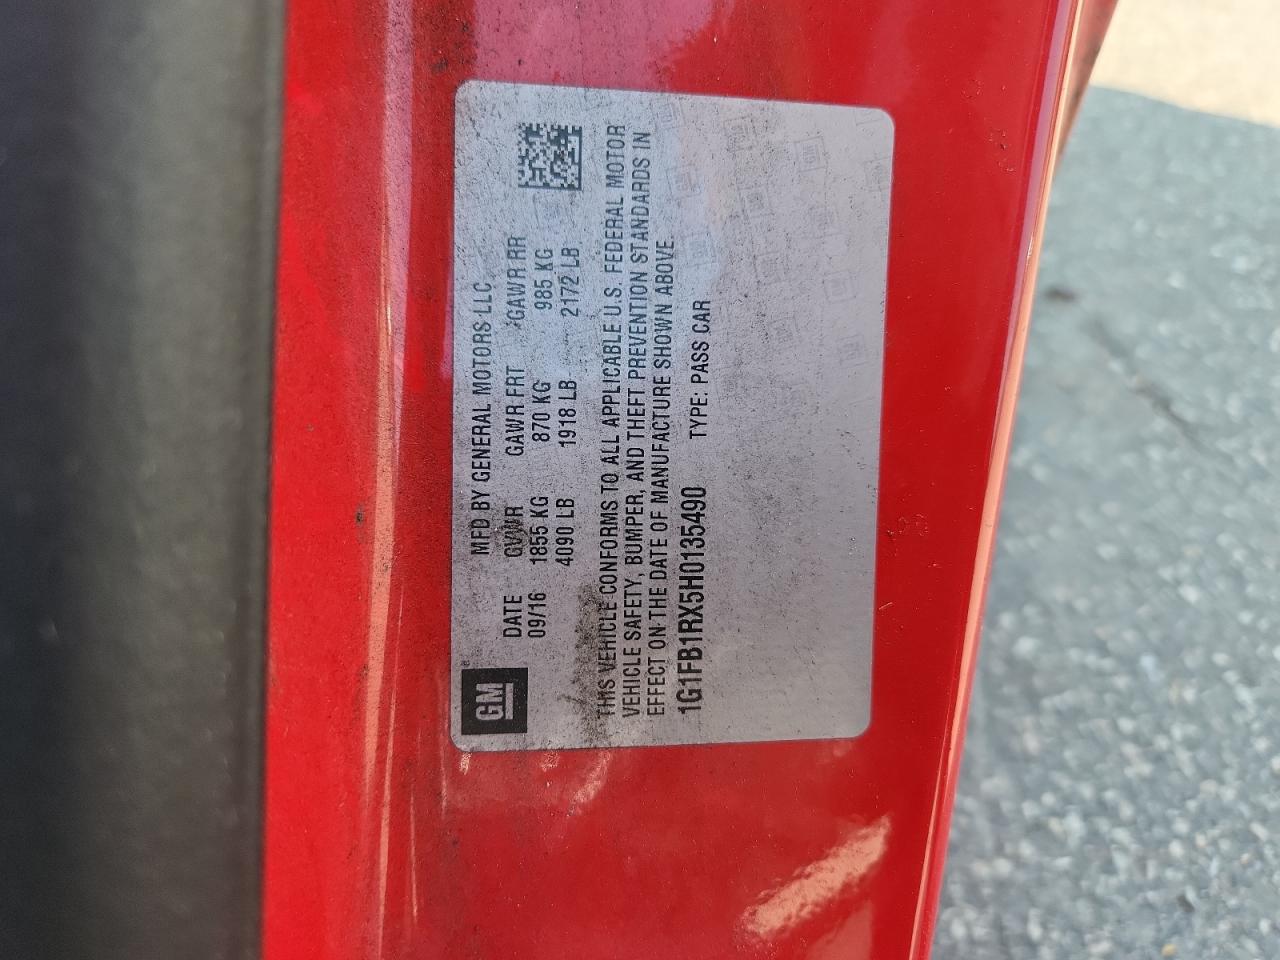 GM
MFD BY GENERAL MOTORS LLC
DATE GVWR GAWR FRT GAWR RR
09/16 1855 KG 870 KG 985 KG
4090 LB 1918 LB 2172 LB
THIS VEHICLE CONFORMS TO ALL APPLICABLE U.S. FEDERAL MOTOR
VEHICLE SAFETY, BUMPER, AND THEFT PREVENTION STANDARDS IN
EFFECT ON THE DATE OF MANUFACTURE SHOWN ABOVE.
1G1FB1RX5H0135490 TYPE: PASS CAR